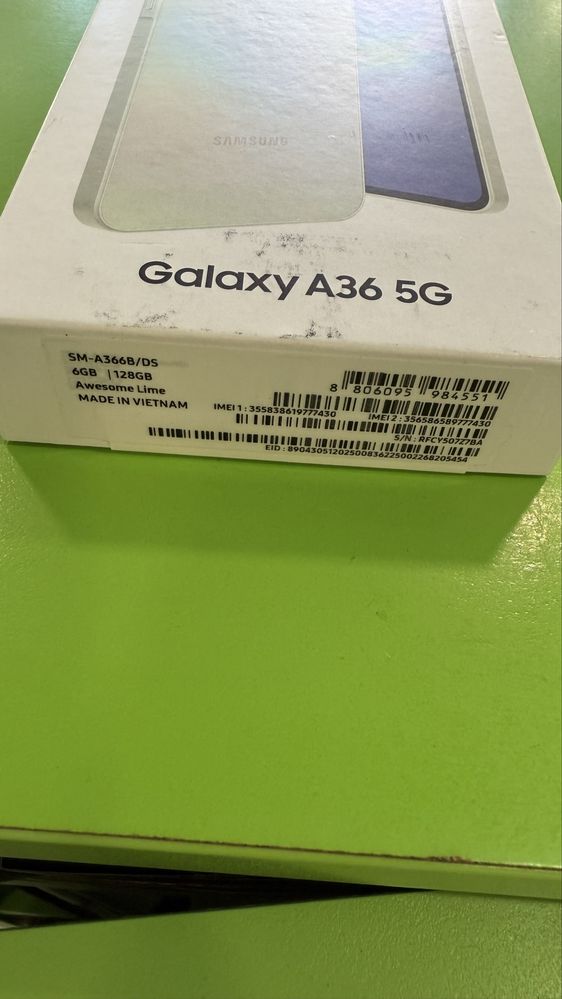 SAMSUNG
Galaxy A36 5G
SM-A366B/DS
6GB | 128GB
Awesome Lime
MADE IN VIETNAM
8 806095 984551
IMEI 1 : 355838619777430
IMEI 2 : 356586589777430
S/N : RFCY507Z7BA
EID : 89043051202500836225002268205454